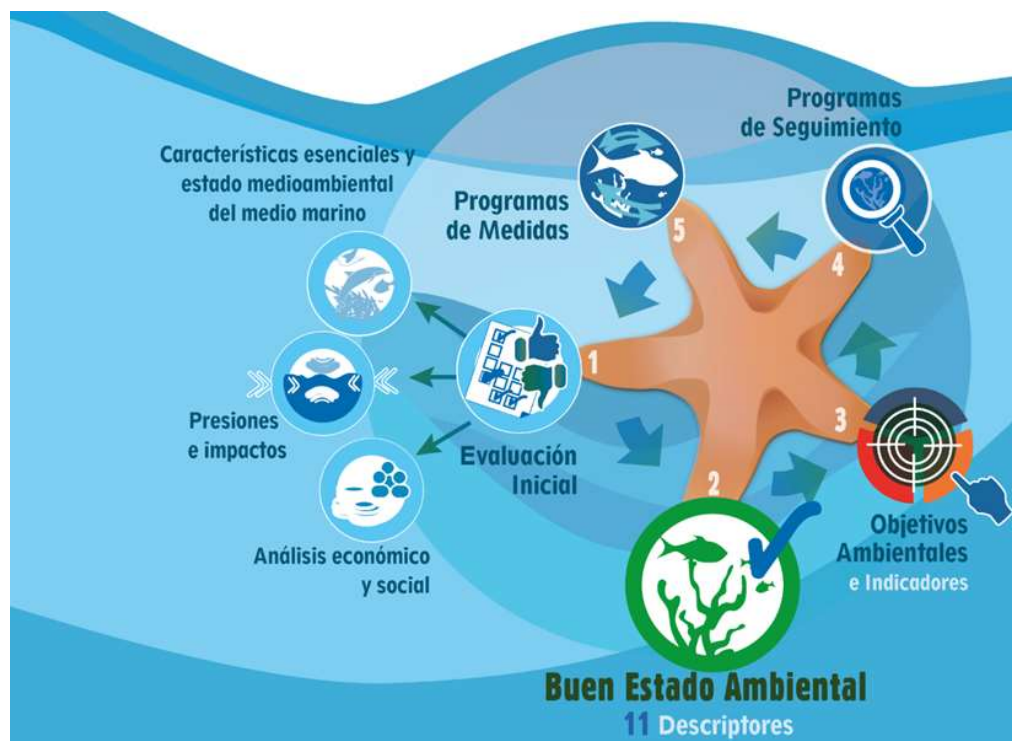 Programas
de Seguimiento
Características esenciales y
estado medioambiental
del medio marino
Programas
de Medidas
5
4
1
Presiones
e impactos
3
Evaluación
Inicial
2
Análisis económico
y social
Objetivos
Ambientales
e Indicadores
Buen Estado Ambiental
11 Descriptores